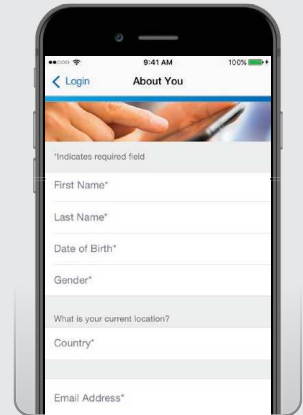 9:41 AM
100%
Login
About You
*Indicates required field
First Name*
Last Name*
Date of Birth*
Gender*
What is your current location?
Country*
Email Address*